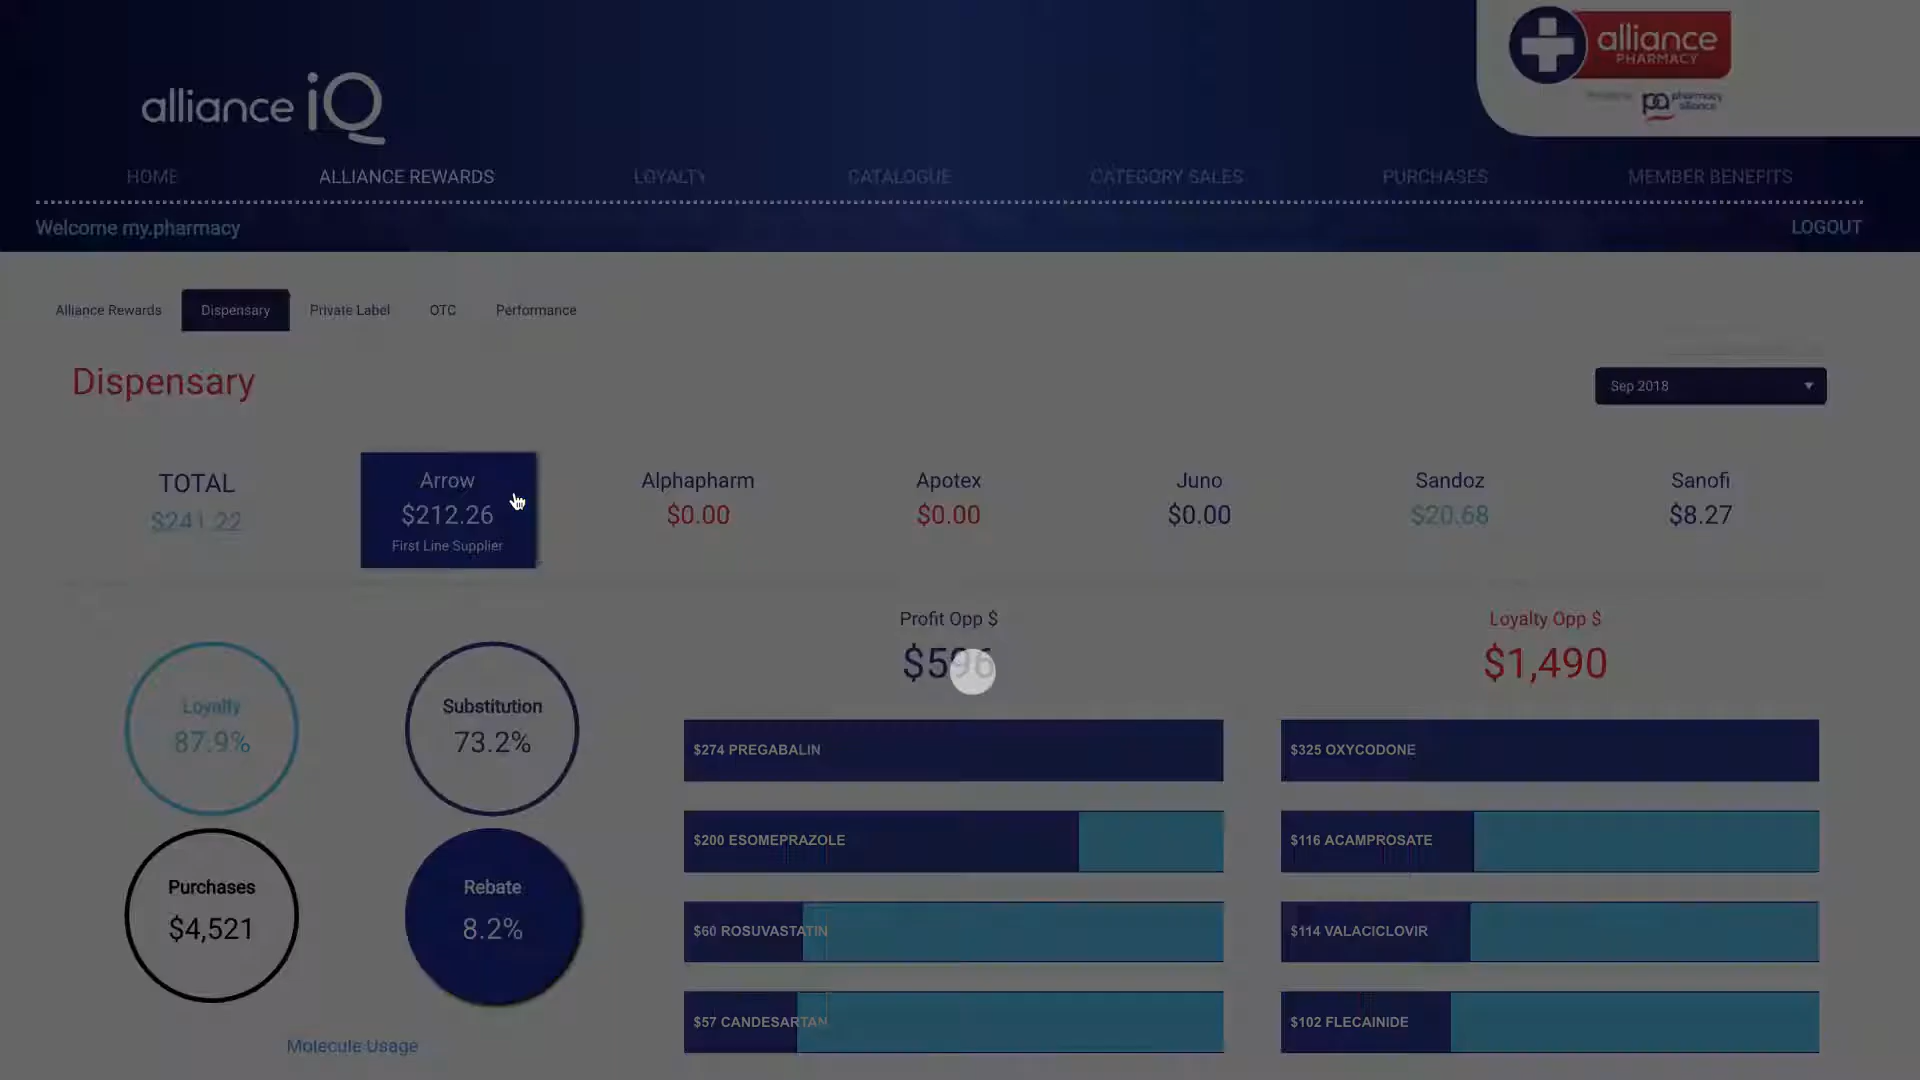 alliance iQ
alliance
PHARMACY
pa pharmacy
alliance
HOME ALLIANCE REWARDS LOYALTY CATALOGUE CATEGORY SALES PURCHASES MEMBER BENEFITS
Welcome my.pharmacy LOGOUT
Alliance Rewards Dispensary Private Label OTC Performance
Dispensary
Sep 2018
TOTAL
$241.22
Arrow
$212.26
First Line Supplier
Alphapharm
$0.00
Apotex
$0.00
Juno
$0.00
Sandoz
$20.68
Sanofi
$8.27
Loyalty
87.9%
Substitution
73.2%
Purchases
$4,521
Rebate
8.2%
Molecule Usage
Profit Opp $
$596
$274 PREGABALIN
$200 ESOMEPRAZOLE
$60 ROSUVASTATIN
$57 CANDESARTAN
Loyalty Opp $
$1,490
$325 OXYCODONE
$116 ACAMPROSATE
$114 VALACICLOVIR
$102 FLECAINIDE